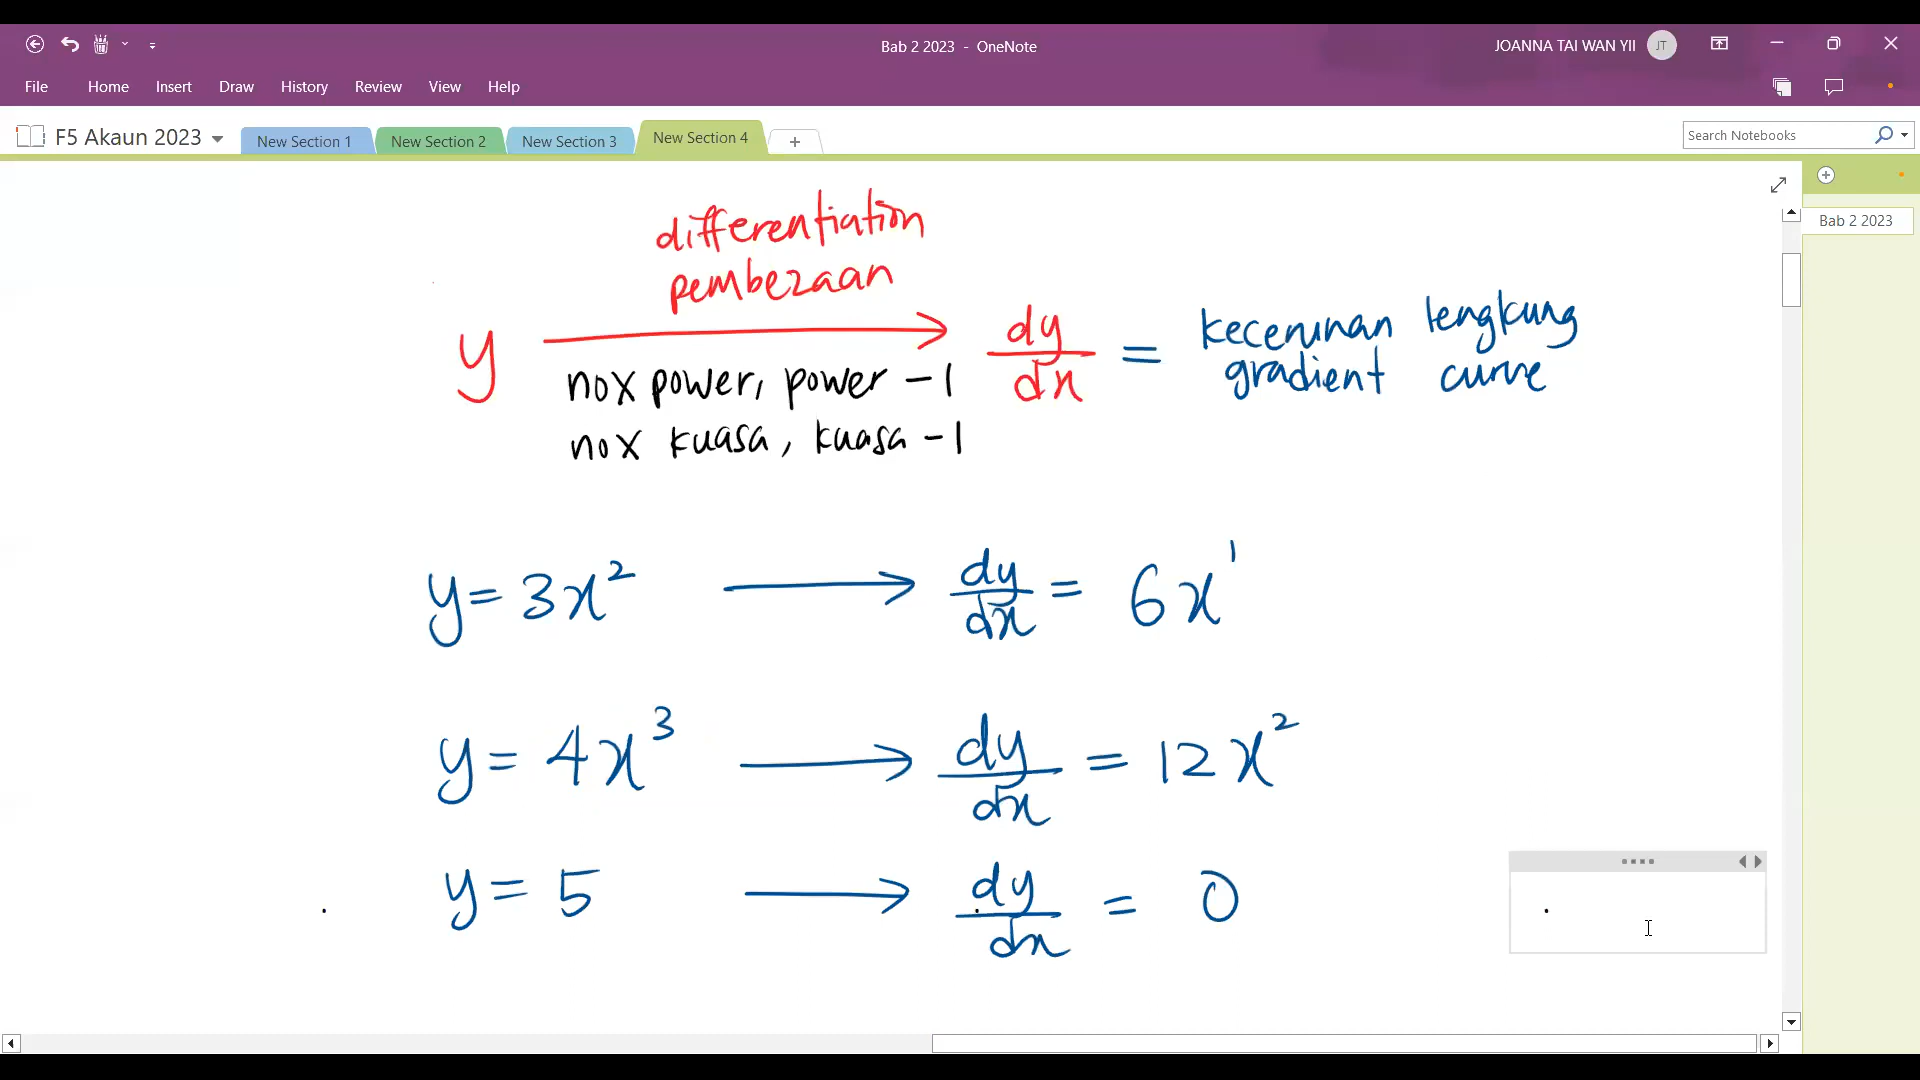 Bab 2 2023 - OneNote
JOANNA TAI WAN YII JT
File Home Insert Draw History Review View Help
F5 Akaun 2023 New Section 1 New Section 2 New Section 3 New Section 4 +
Search Notebooks
Bab 2 2023
differentiation
pembezaan
y → dy/dx = kecerunan lengkung
gradient curve
no x power, power -1
no x kuasa, kuasa -1
y = 3x² → dy/dx = 6x¹
y = 4x³ → dy/dx = 12x²
y = 5 → dy/dx = 0